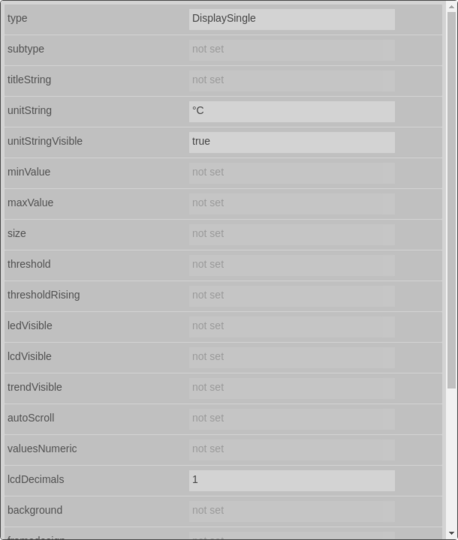 type DisplaySingle
subtype not set
titleString not set
unitString °C
unitStringVisible true
minValue not set
maxValue not set
size not set
threshold not set
thresholdRising not set
ledVisible not set
lcdVisible not set
trendVisible not set
autoScroll not set
valuesNumeric not set
lcdDecimals 1
background not set